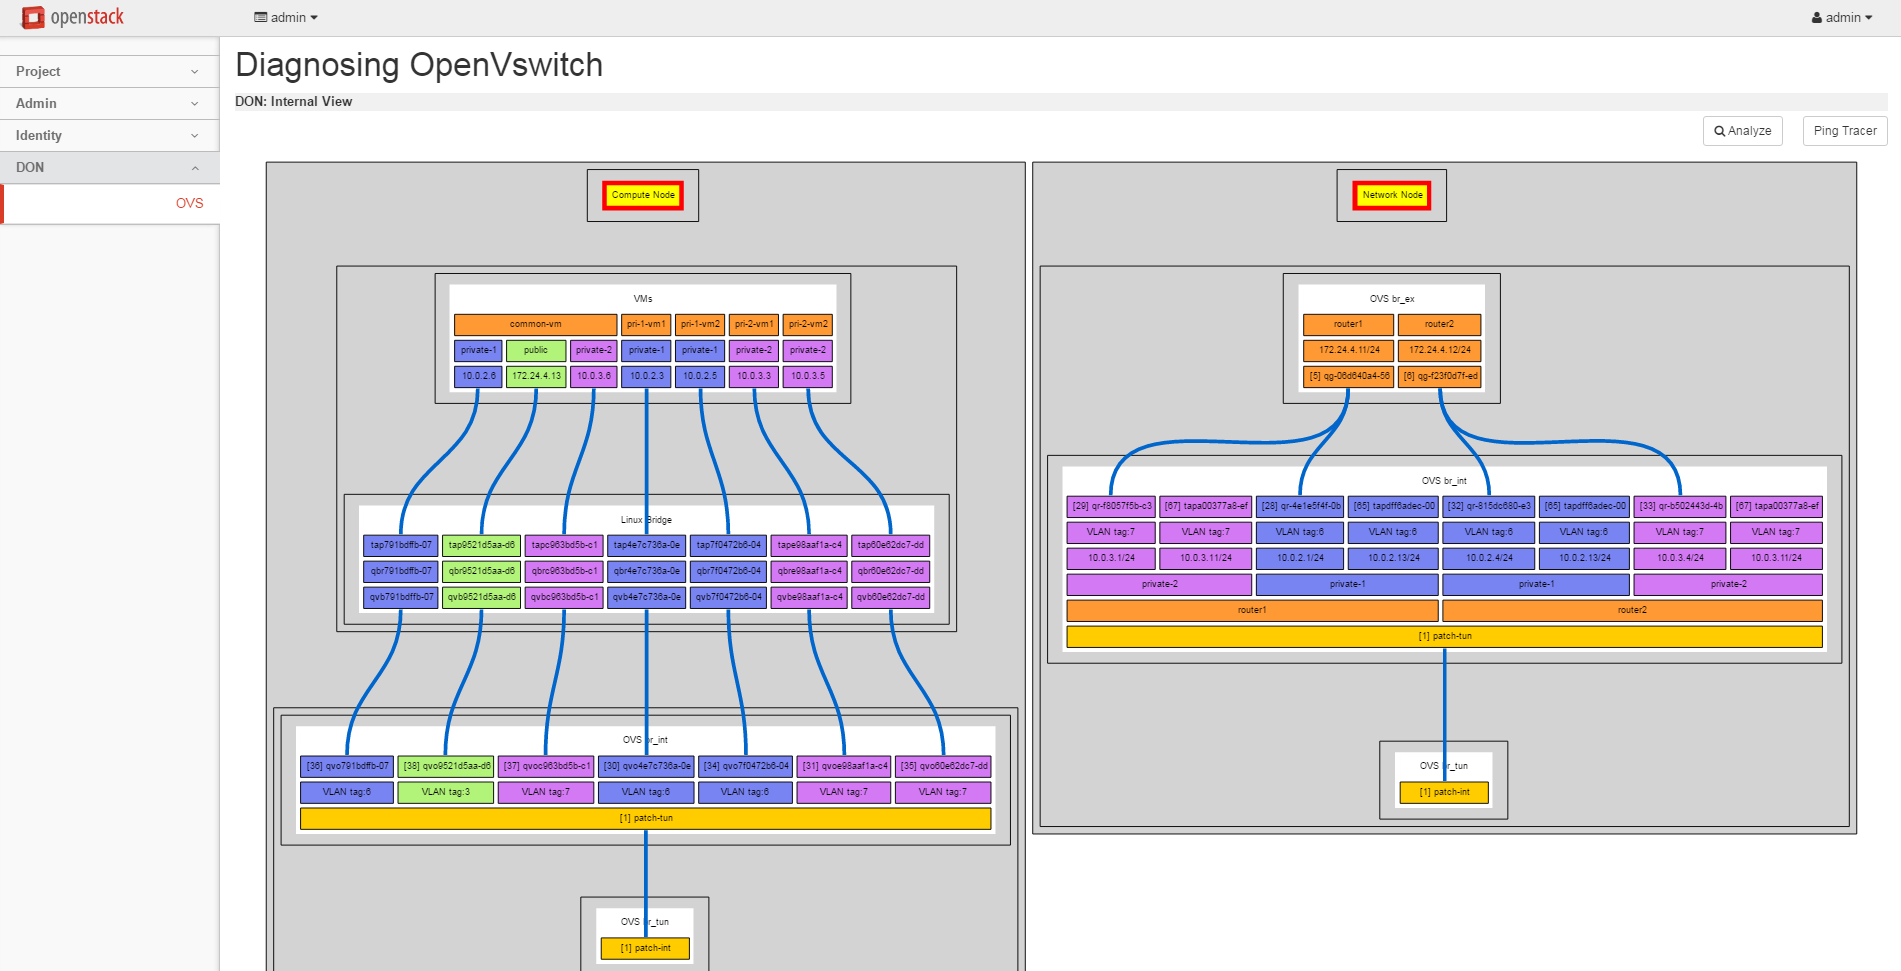 openstack
admin
admin
Project
Admin
Identity
DON
OVS
Diagnosing OpenVswitch
DON: Internal View
Analyze
Ping Tracer
Compute Node
VMs
common-vm pri-1-vm1 pri-1-vm2 pri-2-vm1 pri-2-vm2
private-1 public private-2 private-1 private-1 private-2 private-2
10.0.2.6 172.24.4.13 10.0.3.6 10.0.2.3 10.0.2.5 10.0.3.3 10.0.3.5
Linux Bridge
tap791bdffb-07 tap9521d5aa-d6 tapc963bd5b-c1 tap4e7c736a-0e tap7f0472b6-04 tape98aaf1a-c4 tap60e62dc7-dd
qbr791bdffb-07 qbr9521d5aa-d6 qbrc963bd5b-c1 qbr4e7c736a-0e qbr7f0472b6-04 qbre98aaf1a-c4 qbr60e62dc7-dd
qvb791bdffb-07 qvb9521d5aa-d6 qvbc963bd5b-c1 qvb4e7c736a-0e qvb7f0472b6-04 qvbe98aaf1a-c4 qvb60e62dc7-dd
OVS br_int
[36] qvo791bdffb-07 [38] qvo9521d5aa-d6 [37] qvoc963bd5b-c1 [30] qvo4e7c736a-0e [34] qvo7f0472b6-04 [31] qvoe98aaf1a-c4 [35] qvo60e62dc7-dd
VLAN tag:6 VLAN tag:3 VLAN tag:7 VLAN tag:6 VLAN tag:6 VLAN tag:7 VLAN tag:7
[1] patch-tun
OVS br_tun
[1] patch-int
Network Node
OVS br_ex
router1 router2
172.24.4.11/24 172.24.4.12/24
[5] qg-06d640a4-56 [6] qg-f23f0d7f-ed
OVS br_int
[29] qr-f8057f5b-c3 [67] tapa00377a8-ef [28] qr-4e1e5f4f-0b [65] tapdff6adec-00 [32] qr-815dc680-e3 [65] tapdff6adec-00 [33] qr-b502443d-4b [67] tapa00377a8-ef
VLAN tag:7 VLAN tag:7 VLAN tag:6 VLAN tag:6 VLAN tag:6 VLAN tag:6 VLAN tag:7 VLAN tag:7
10.0.3.1/24 10.0.3.11/24 10.0.2.1/24 10.0.2.13/24 10.0.2.4/24 10.0.2.13/24 10.0.3.4/24 10.0.3.11/24
private-2 private-1 private-1 private-2
router1 router2
[1] patch-tun
OVS br_tun
[1] patch-int